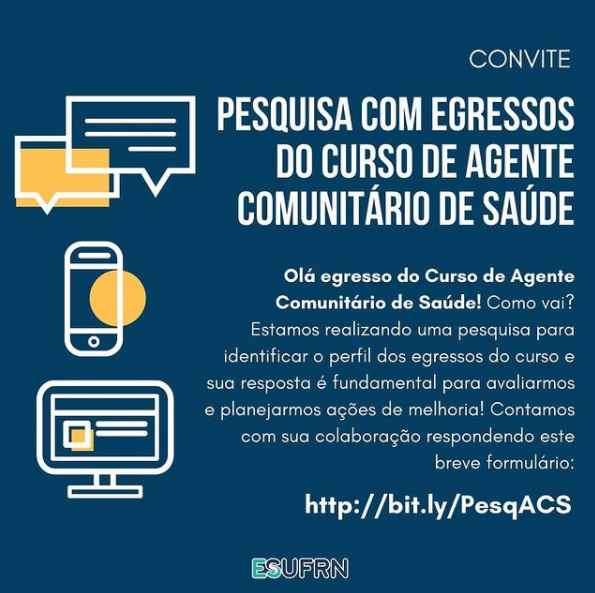 CONVITE
PESQUISA COM EGRESSOS
DO CURSO DE AGENTE
COMUNITÁRIO DE SAÚDE
Olá egresso do Curso de Agente
Comunitário de Saúde! Como vai?
Estamos realizando uma pesquisa para
identificar o perfil dos egressos do curso e
sua resposta é fundamental para avaliarmos
e planejarmos ações de melhoria! Contamos
com sua colaboração respondendo este
breve formulário:
http://bit.ly/PesqACS
ESUFRN